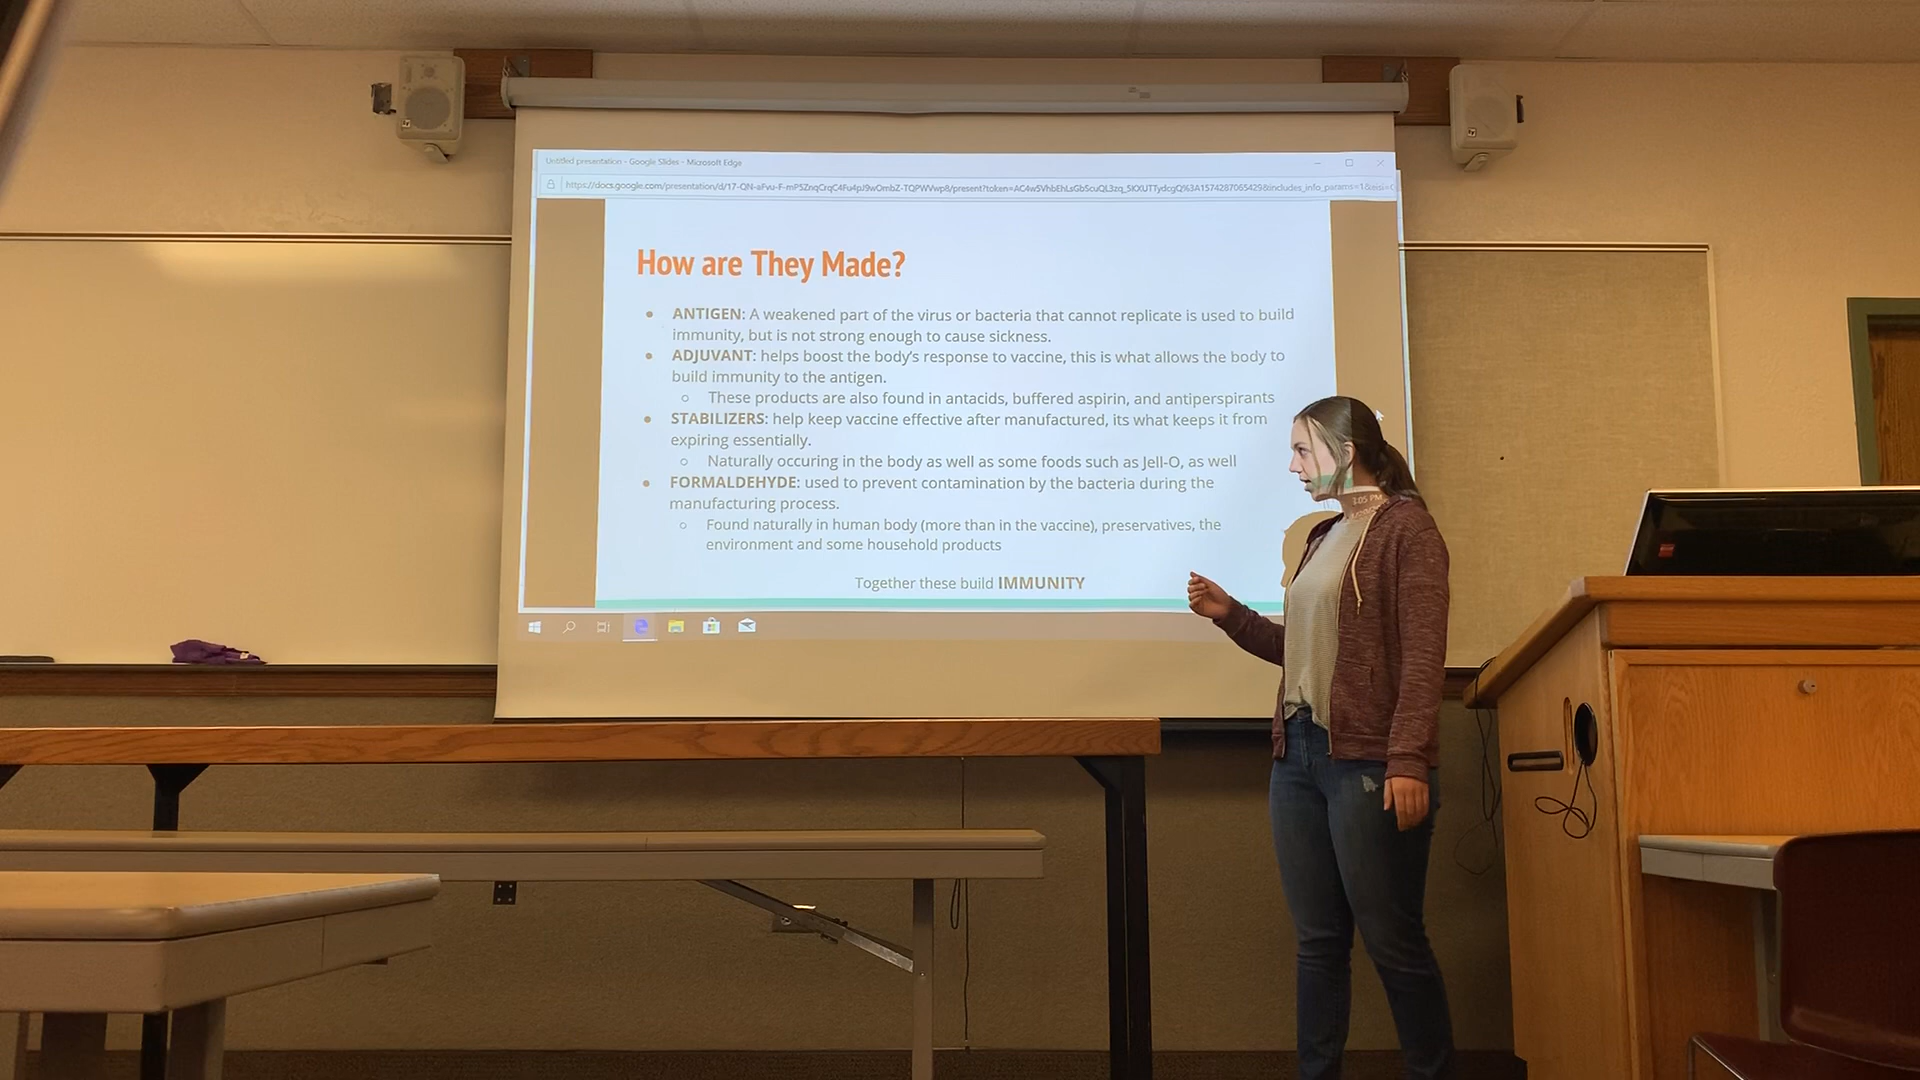 Untitled presentation - Google Slides - Microsoft Edge
How are They Made?
• ANTIGEN: A weakened part of the virus or bacteria that cannot replicate is used to build
immunity, but is not strong enough to cause sickness.
• ADJUVANT: helps boost the body's response to vaccine, this is what allows the body to
build immunity to the antigen.
○ These products are also found in antacids, buffered aspirin, and antiperspirants
• STABILIZERS: help keep vaccine effective after manufactured, its what keeps it from
expiring essentially.
○ Naturally occuring in the body as well as some foods such as Jell-O, as well
• FORMALDEHYDE: used to prevent contamination by the bacteria during the
manufacturing process.
○ Found naturally in human body (more than in the vaccine), preservatives, the
environment and some household products
Together these build IMMUNITY